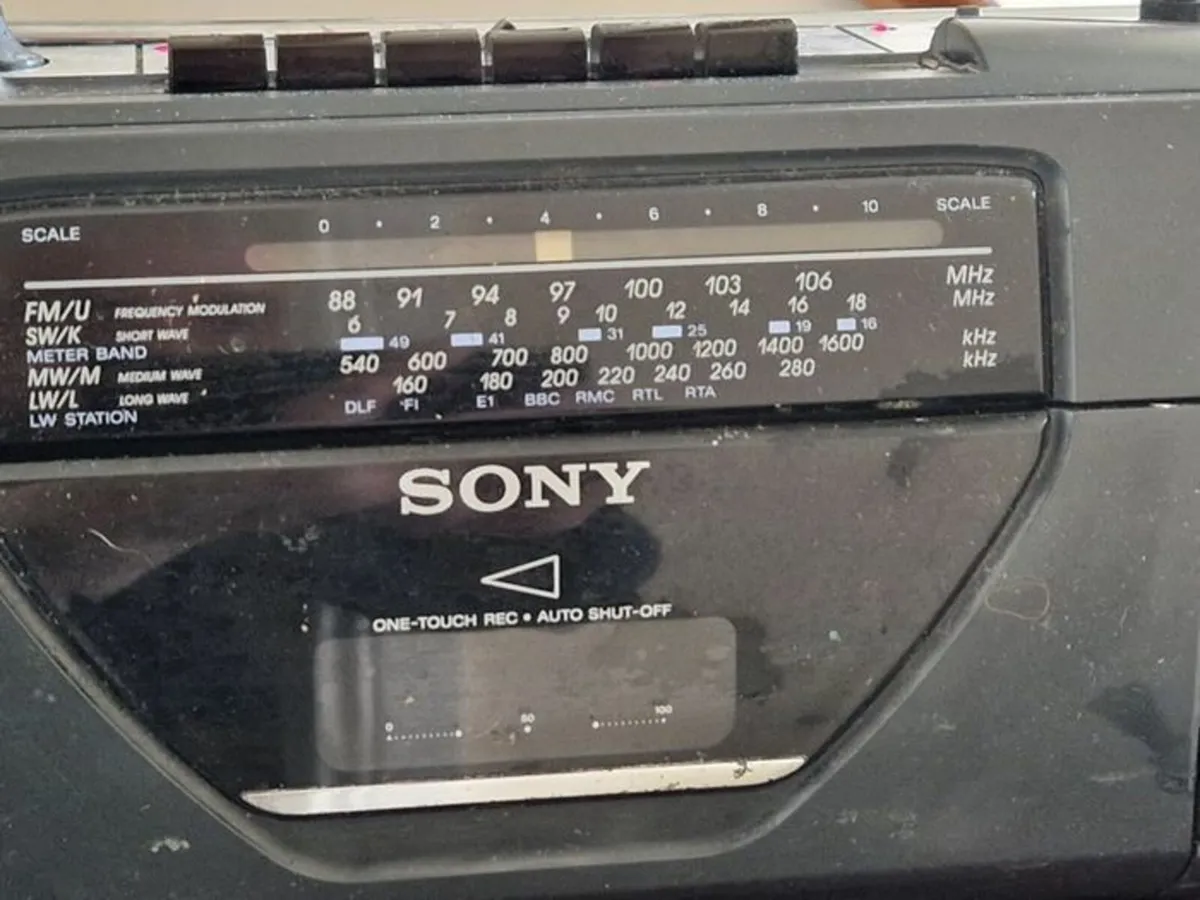 SCALE 0 • 2 • 4 • 6 • 8 • 10 SCALE
FM/U FREQUENCY MODULATION 88 91 94 97 100 103 106 MHz
SW/K SHORT WAVE 6 7 8 9 10 12 14 16 18 MHz
METER BAND 49 41 31 25 19 16
MW/M MEDIUM WAVE 540 600 700 800 1000 1200 1400 1600 kHz
LW/L LONG WAVE 160 180 200 220 240 260 280 kHz
LW STATION DLF FI E1 BBC RMC RTL RTA
SONY
ONE-TOUCH REC • AUTO SHUT-OFF
0 50 100